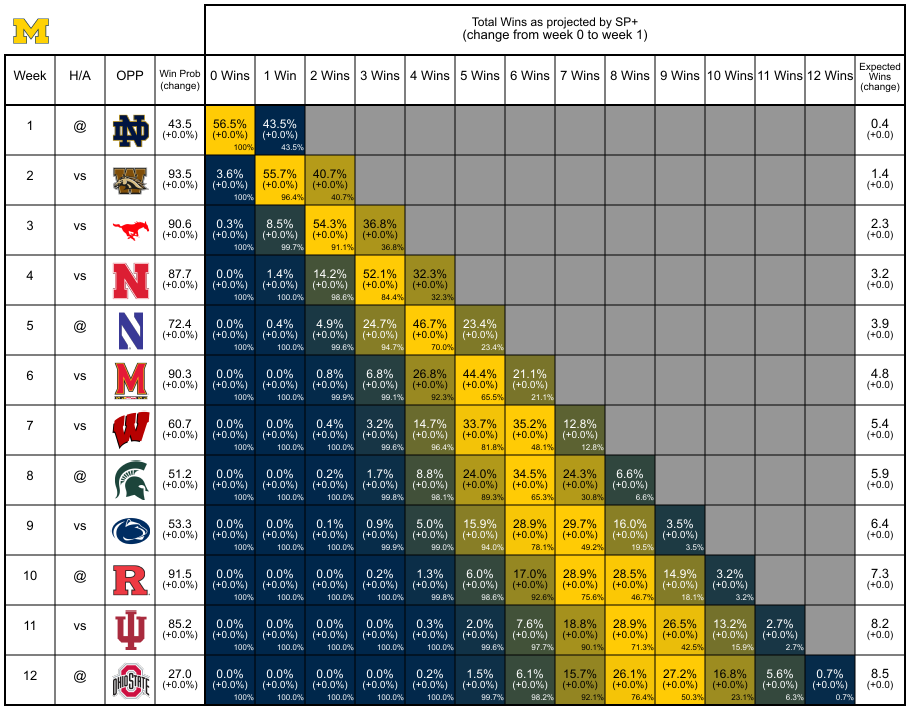 M
Total Wins as projected by SP+
(change from week 0 to week 1)
Week H/A OPP Win Prob (change) 0 Wins 1 Win 2 Wins 3 Wins 4 Wins 5 Wins 6 Wins 7 Wins 8 Wins 9 Wins 10 Wins 11 Wins 12 Wins Expected Wins (change)
1 @ ND 43.5 56.5% 43.5% 0.4
(+0.0%) (+0.0%) (+0.0%) (+0.0)
100% 43.5%
2 vs W 93.5 3.6% 55.7% 40.7% 1.4
(+0.0%) (+0.0%) (+0.0%) (+0.0%) (+0.0)
100% 96.4% 40.7%
3 vs 90.6 0.3% 8.5% 54.3% 36.8% 2.3
(+0.0%) (+0.0%) (+0.0%) (+0.0%) (+0.0%) (+0.0)
100% 99.7% 91.1% 36.8%
4 vs N 87.7 0.0% 1.4% 14.2% 52.1% 32.3% 3.2
(+0.0%) (+0.0%) (+0.0%) (+0.0%) (+0.0%) (+0.0%) (+0.0)
100% 100.0% 98.6% 84.4% 32.3%
5 @ N 72.4 0.0% 0.4% 4.9% 24.7% 46.7% 23.4% 3.9
(+0.0%) (+0.0%) (+0.0%) (+0.0%) (+0.0%) (+0.0%) (+0.0%) (+0.0)
100% 100.0% 99.6% 94.7% 70.0% 23.4%
6 vs M 90.3 0.0% 0.0% 0.8% 6.8% 26.8% 44.4% 21.1% 4.8
(+0.0%) (+0.0%) (+0.0%) (+0.0%) (+0.0%) (+0.0%) (+0.0%) (+0.0%) (+0.0)
100% 100.0% 99.9% 99.1% 92.3% 65.5% 21.1%
7 vs W 60.7 0.0% 0.0% 0.4% 3.2% 14.7% 33.7% 35.2% 12.8% 5.4
(+0.0%) (+0.0%) (+0.0%) (+0.0%) (+0.0%) (+0.0%) (+0.0%) (+0.0%) (+0.0%) (+0.0)
100% 100.0% 100.0% 99.6% 96.4% 81.8% 48.1% 12.8%
8 @ 51.2 0.0% 0.0% 0.2% 1.7% 8.8% 24.0% 34.5% 24.3% 6.6% 5.9
(+0.0%) (+0.0%) (+0.0%) (+0.0%) (+0.0%) (+0.0%) (+0.0%) (+0.0%) (+0.0%) (+0.0%) (+0.0)
100% 100.0% 100.0% 99.8% 98.1% 89.3% 65.3% 30.8% 6.6%
9 vs 53.3 0.0% 0.0% 0.1% 0.9% 5.0% 15.9% 28.9% 29.7% 16.0% 3.5% 6.4
(+0.0%) (+0.0%) (+0.0%) (+0.0%) (+0.0%) (+0.0%) (+0.0%) (+0.0%) (+0.0%) (+0.0%) (+0.0%) (+0.0)
100% 100.0% 100.0% 99.9% 99.0% 94.0% 78.1% 49.2% 19.5% 3.5%
10 @ R 91.5 0.0% 0.0% 0.0% 0.2% 1.3% 6.0% 17.0% 28.9% 28.5% 14.9% 3.2% 7.3
(+0.0%) (+0.0%) (+0.0%) (+0.0%) (+0.0%) (+0.0%) (+0.0%) (+0.0%) (+0.0%) (+0.0%) (+0.0%) (+0.0%) (+0.0)
100% 100.0% 100.0% 100.0% 99.8% 98.6% 92.6% 75.6% 46.7% 18.1% 3.2%
11 vs 85.2 0.0% 0.0% 0.0% 0.0% 0.3% 2.0% 7.6% 18.8% 28.9% 26.5% 13.2% 2.7% 8.2
(+0.0%) (+0.0%) (+0.0%) (+0.0%) (+0.0%) (+0.0%) (+0.0%) (+0.0%) (+0.0%) (+0.0%) (+0.0%) (+0.0%) (+0.0%) (+0.0)
100% 100.0% 100.0% 100.0% 100.0% 99.6% 97.7% 90.1% 71.3% 42.5% 15.9% 2.7%
12 @ OHIO STATE 27.0 0.0% 0.0% 0.0% 0.0% 0.2% 1.5% 6.1% 15.7% 26.1% 27.2% 16.8% 5.6% 0.7% 8.5
(+0.0%) (+0.0%) (+0.0%) (+0.0%) (+0.0%) (+0.0%) (+0.0%) (+0.0%) (+0.0%) (+0.0%) (+0.0%) (+0.0%) (+0.0%) (+0.0%) (+0.0)
100% 100.0% 100.0% 100.0% 100.0% 99.7% 98.2% 92.1% 76.4% 50.3% 23.1% 6.3% 0.7%